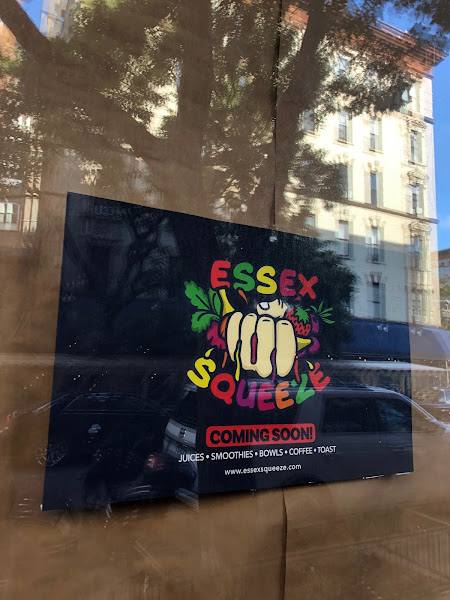 ESSEX
SQUEEZE
COMING SOON!
JUICES • SMOOTHIES • BOWLS • COFFEE • TOAST
www.essexsqueeze.com